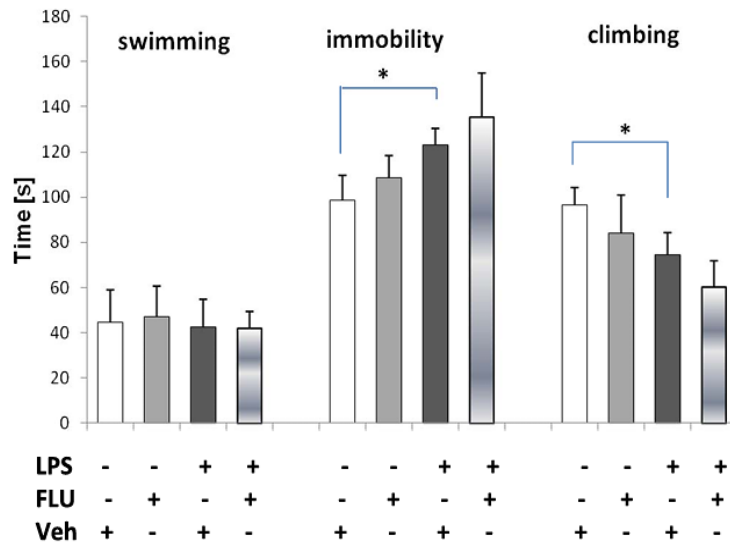 180
swimming immobility climbing
160
* *
140
120
100
80
60
40
20
0
Time [s]
LPS - - + + - - + + - - + +
FLU - + - + - + - + - + - +
Veh + - + - + - + - + - + -